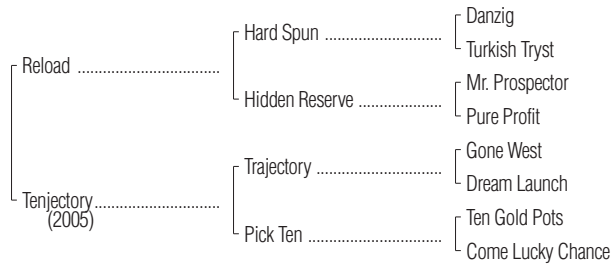 Danzig
Hard Spun ..............................
Turkish Tryst
Reload ....................................
Mr. Prospector
Hidden Reserve .....................
Pure Profit
Gone West
Trajectory ...............................
Dream Launch
Tenjectory................................
(2005)
Ten Gold Pots
Pick Ten ..................................
Come Lucky Chance